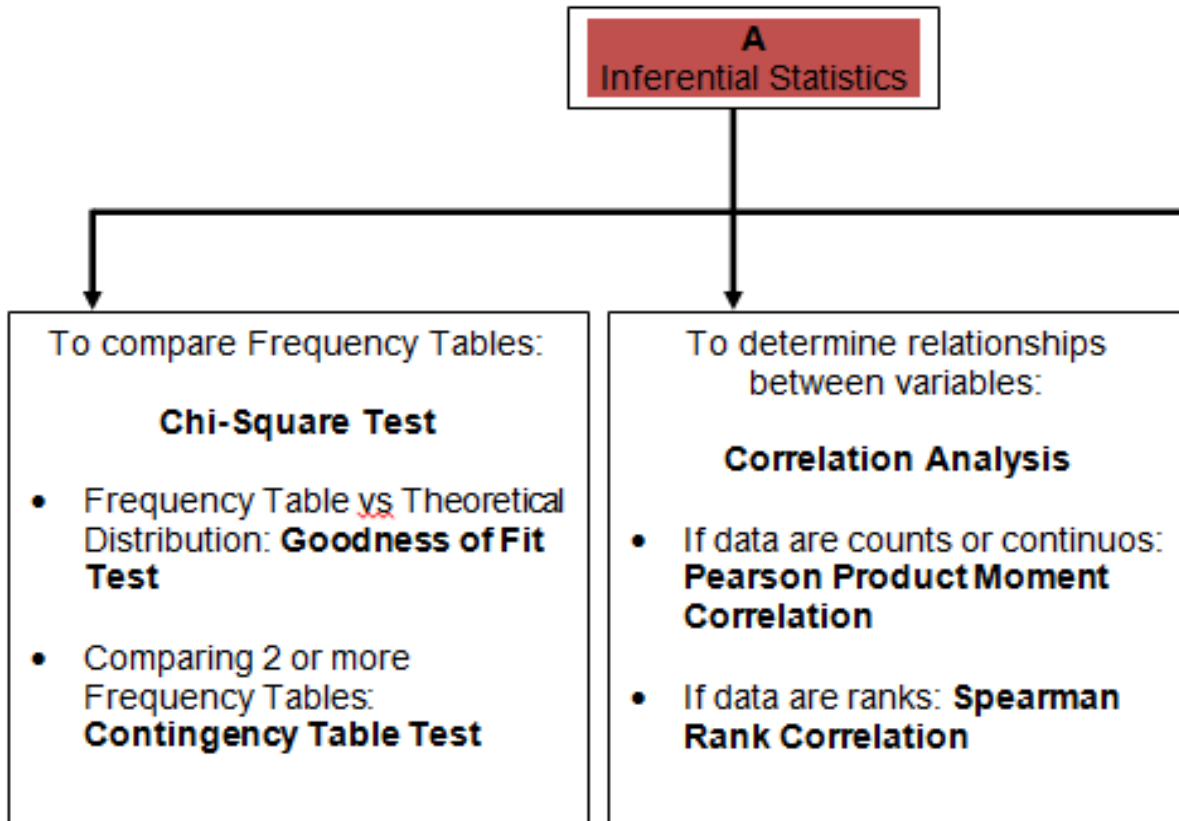 A
Inferential Statistics
To compare Frequency Tables:
Chi-Square Test
• Frequency Table vs Theoretical
Distribution: Goodness of Fit
Test
• Comparing 2 or more
Frequency Tables:
Contingency Table Test
To determine relationships
between variables:
Correlation Analysis
• If data are counts or continuos:
Pearson Product Moment
Correlation
• If data are ranks: Spearman
Rank Correlation